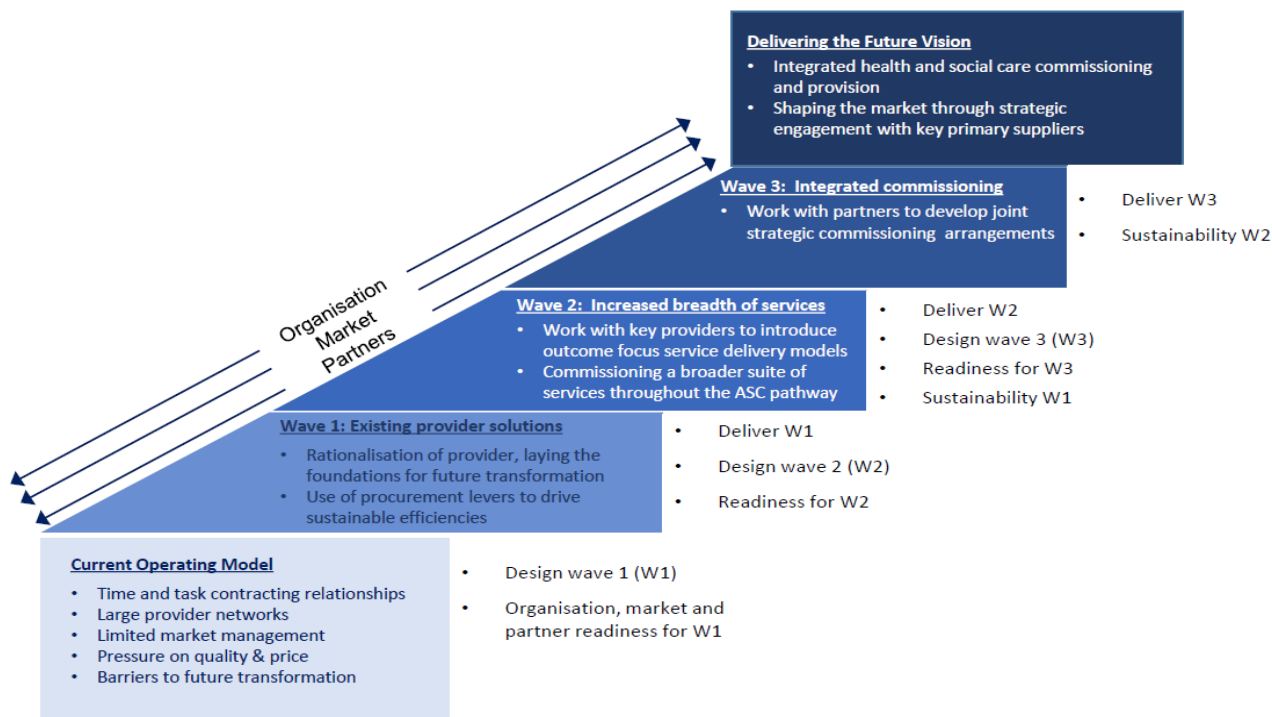 Delivering the Future Vision
• Integrated health and social care commissioning
and provision
• Shaping the market through strategic
engagement with key primary suppliers
Wave 3: Integrated commissioning
• Work with partners to develop joint
strategic commissioning arrangements
• Deliver W3
• Sustainability W2
Organisation
Market
Partners
Wave 2: Increased breadth of services
• Work with key providers to introduce
outcome focus service delivery models
• Commissioning a broader suite of
services throughout the ASC pathway
• Deliver W2
• Design wave 3 (W3)
• Readiness for W3
• Sustainability W1
Wave 1: Existing provider solutions
• Rationalisation of provider, laying the
foundations for future transformation
• Use of procurement levers to drive
sustainable efficiencies
• Deliver W1
• Design wave 2 (W2)
• Readiness for W2
Current Operating Model
• Time and task contracting relationships
• Large provider networks
• Limited market management
• Pressure on quality & price
• Barriers to future transformation
• Design wave 1 (W1)
• Organisation, market and
partner readiness for W1